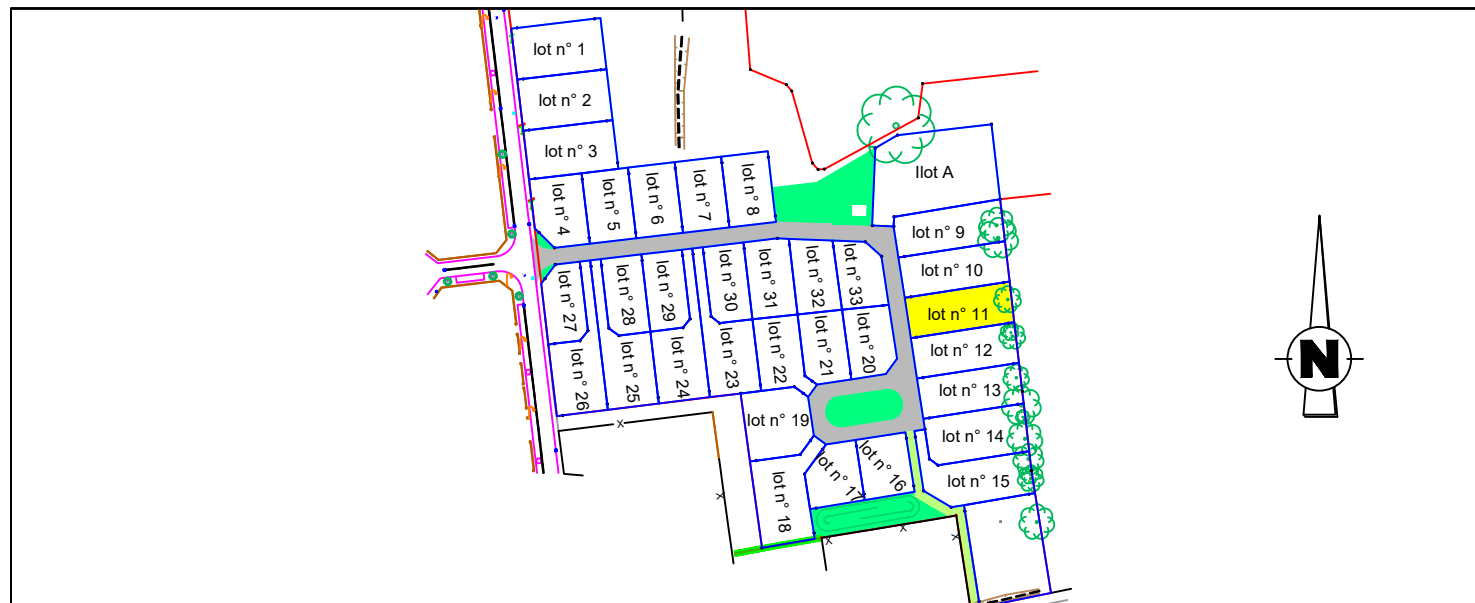 lot n° 1
lot n° 2
lot n° 3
lot n° 4
lot n° 5
lot n° 6
lot n° 7
lot n° 8
Ilot A
lot n° 9
lot n° 10
lot n° 11
lot n° 12
lot n° 13
lot n° 14
lot n° 15
lot n° 16
lot n° 17
lot n° 18
lot n° 19
lot n° 20
lot n° 21
lot n° 22
lot n° 23
lot n° 24
lot n° 25
lot n° 26
lot n° 27
lot n° 28
lot n° 29
lot n° 30
lot n° 31
lot n° 32
lot n° 33
N